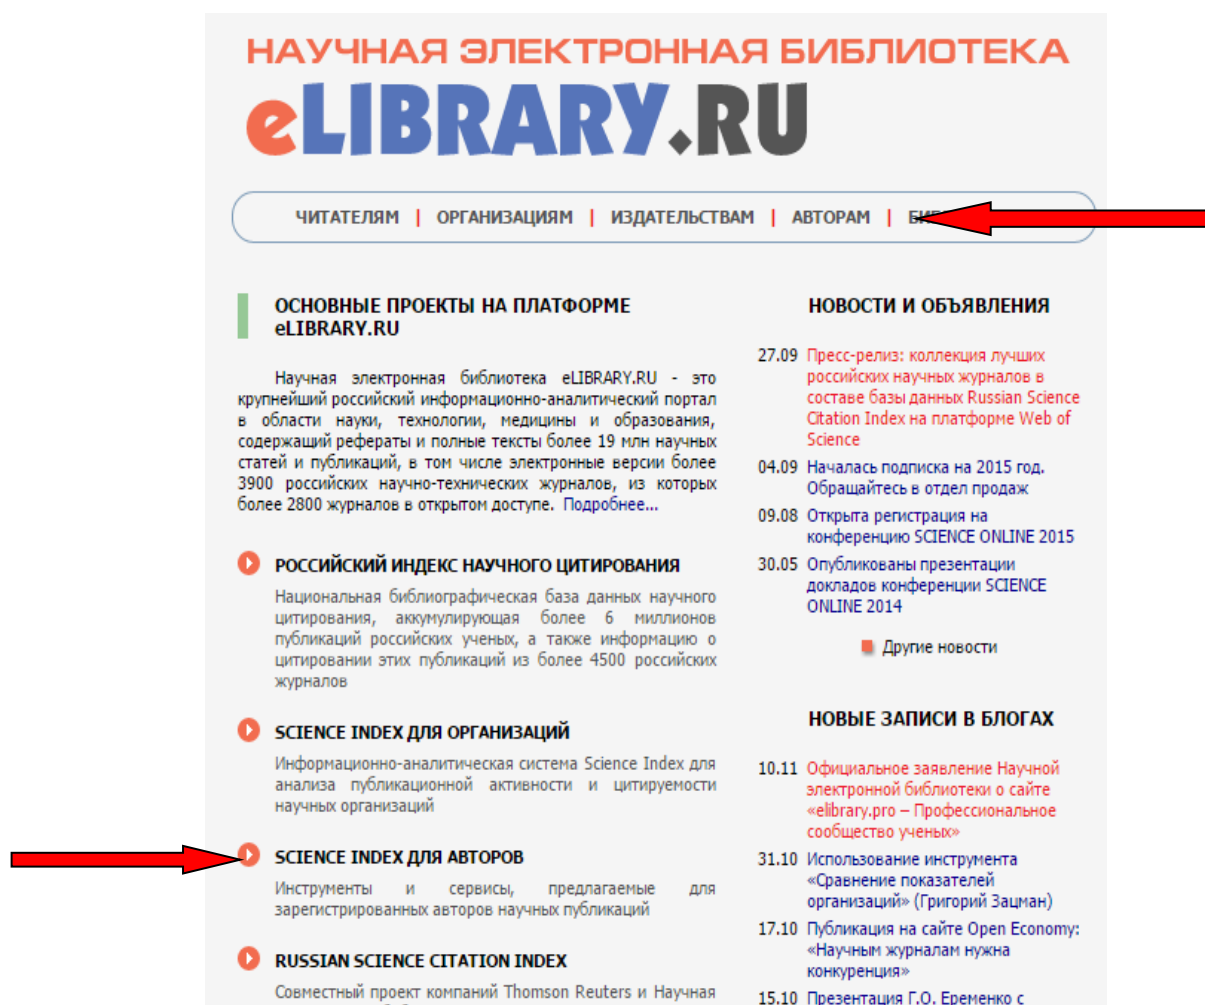 НАУЧНАЯ ЭЛЕКТРОННАЯ БИБЛИОТЕКА
eLIBRARY.RU
ЧИТАТЕЛЯМ | ОРГАНИЗАЦИЯМ | ИЗДАТЕЛЬСТВАМ | АВТОРАМ |
ОСНОВНЫЕ ПРОЕКТЫ НА ПЛАТФОРМЕ
eLIBRARY.RU
Научная электронная библиотека eLIBRARY.RU - это
крупнейший российский информационно-аналитический портал
в области науки, технологии, медицины и образования,
содержащий рефераты и полные тексты более 19 млн научных
статей и публикаций, в том числе электронные версии более
3900 российских научно-технических журналов, из которых
более 2800 журналов в открытом доступе. Подробнее...
РОССИЙСКИЙ ИНДЕКС НАУЧНОГО ЦИТИРОВАНИЯ
Национальная библиографическая база данных научного
цитирования, аккумулирующая более 6 миллионов
публикаций российских ученых, а также информацию о
цитировании этих публикаций из более 4500 российских
журналов
SCIENCE INDEX ДЛЯ ОРГАНИЗАЦИЙ
Информационно-аналитическая система Science Index для
анализа публикационной активности и цитируемости
научных организаций
SCIENCE INDEX ДЛЯ АВТОРОВ
Инструменты и сервисы, предлагаемые для
зарегистрированных авторов научных публикаций
RUSSIAN SCIENCE CITATION INDEX
Совместный проект компаний Thomson Reuters и Научная
НОВОСТИ И ОБЪЯВЛЕНИЯ
27.09 Пресс-релиз: коллекция лучших
российских научных журналов в
составе базы данных Russian Science
Citation Index на платформе Web of
Science
04.09 Началась подписка на 2015 год.
Обращайтесь в отдел продаж
09.08 Открыта регистрация на
конференцию SCIENCE ONLINE 2015
30.05 Опубликованы презентации
докладов конференции SCIENCE
ONLINE 2014
Другие новости
НОВЫЕ ЗАПИСИ В БЛОГАХ
10.11 Официальное заявление Научной
электронной библиотеки о сайте
«elibrary.pro – Профессиональное
сообщество ученых»
31.10 Использование инструмента
«Сравнение показателей
организаций» (Григорий Зацман)
17.10 Публикация на сайте Open Economy:
«Научным журналам нужна
конкуренция»
15.10 Презентация Г.О. Еременко с